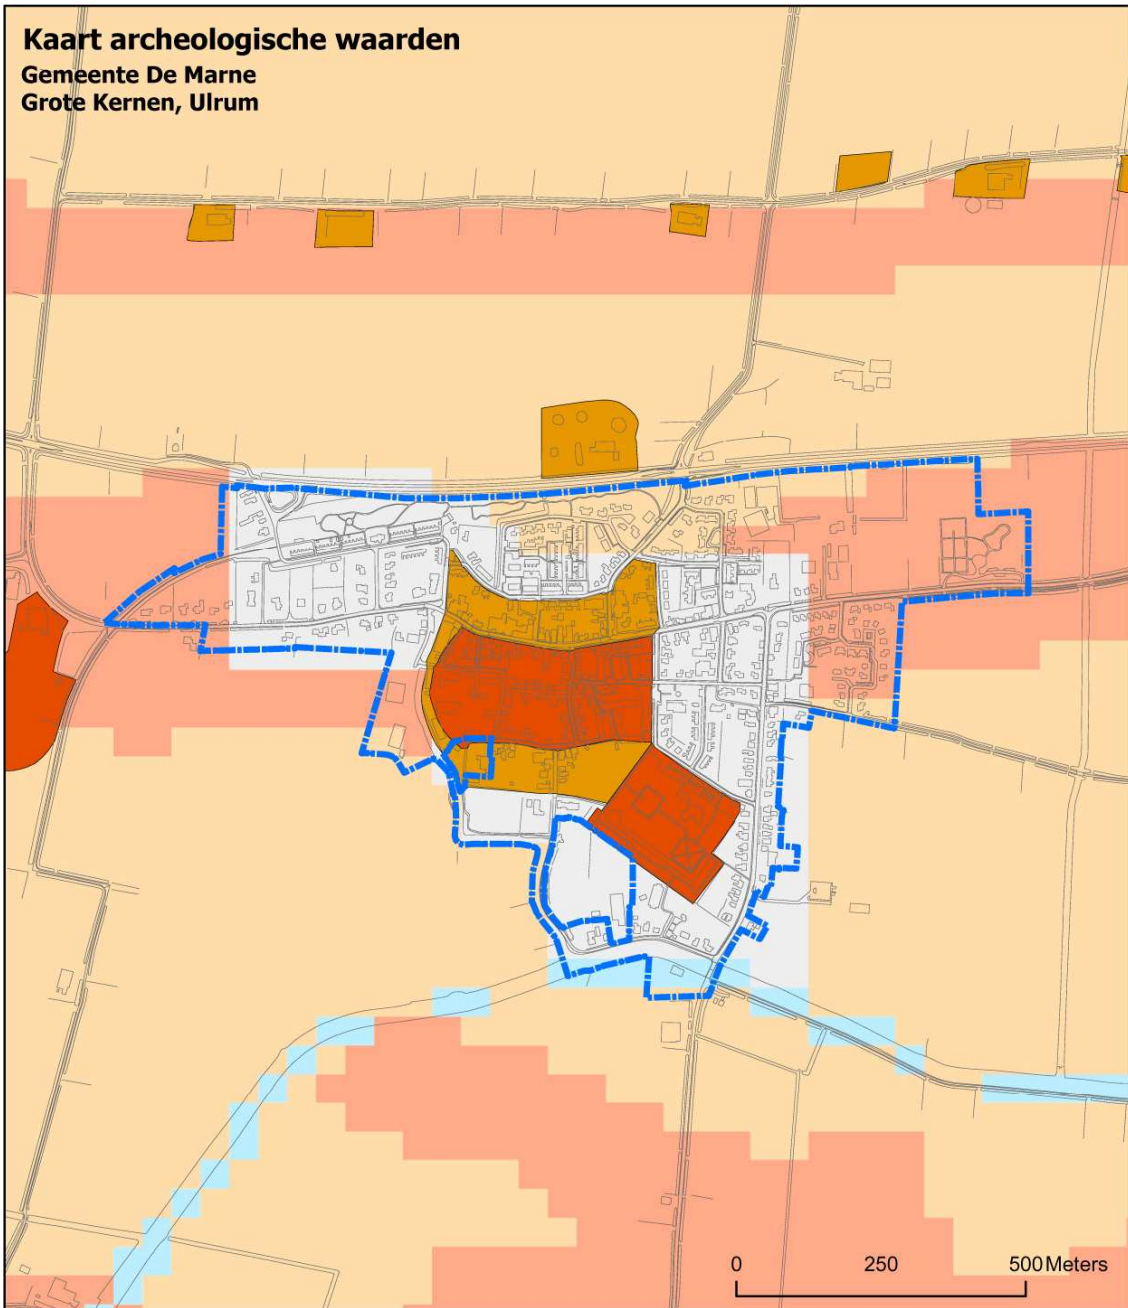 Kaart archeologische waarden
Gemeente De Marne
Grote Kernen, Ulrum
0 250 500 Meters